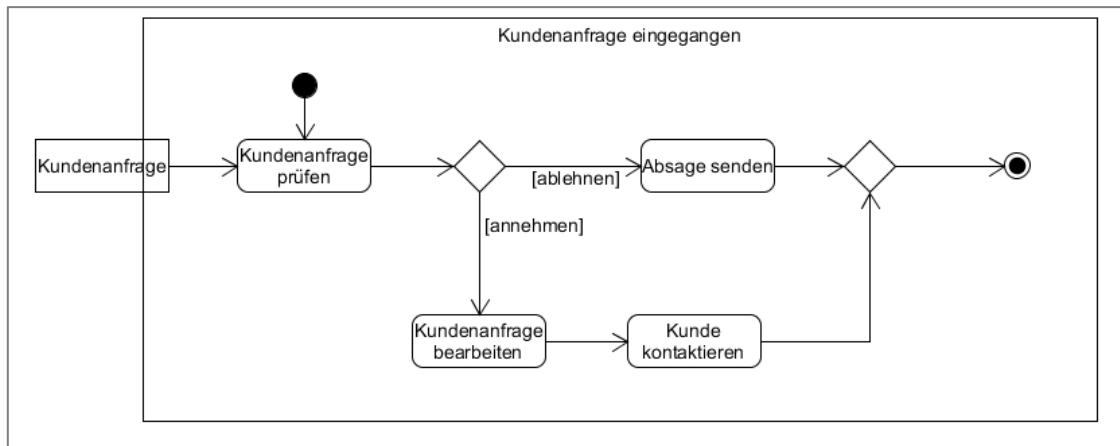 Kundenanfrage eingegangen
Kundenanfrage
Kundenanfrage
prüfen
[ablehnen]
Absage senden
[annehmen]
Kundenanfrage
bearbeiten
Kunde
kontaktieren